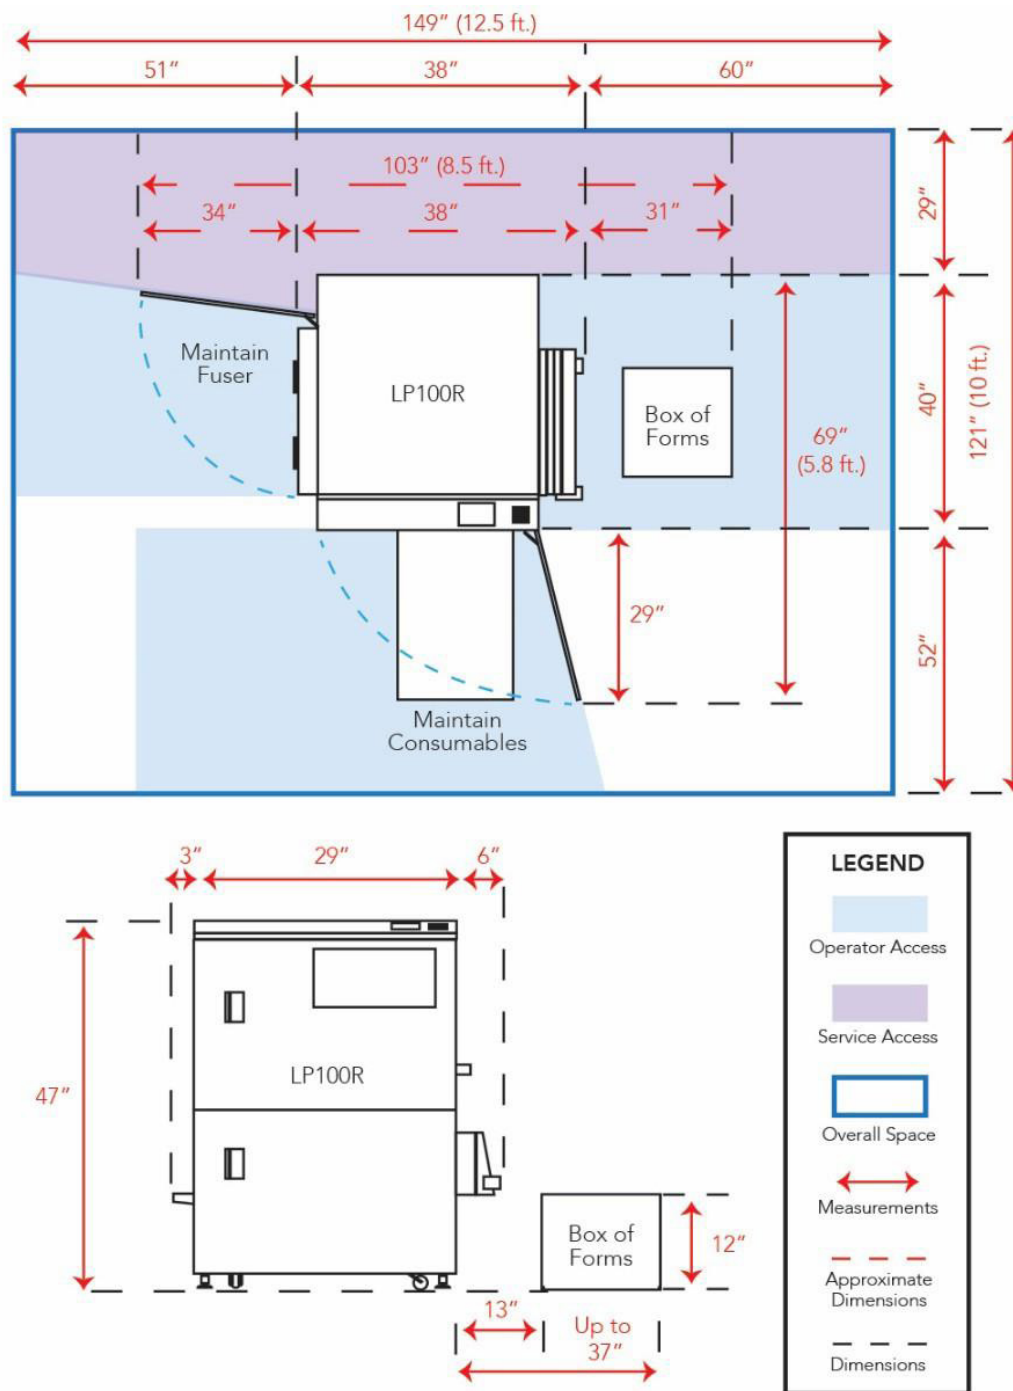 149" (12.5 ft.)
51"
38"
60"
103" (8.5 ft.)
34"
38"
31"
29"
Maintain
Fuser
LP100R
Box of
Forms
40"
69"
(5.8 ft.)
121" (10 ft.)
29"
52"
Maintain
Consumables
3"
29"
6"
47"
LP100R
Box of
Forms
12"
13"
Up to
37"
LEGEND
Operator Access
Service Access
Overall Space
Measurements
Approximate
Dimensions
Dimensions